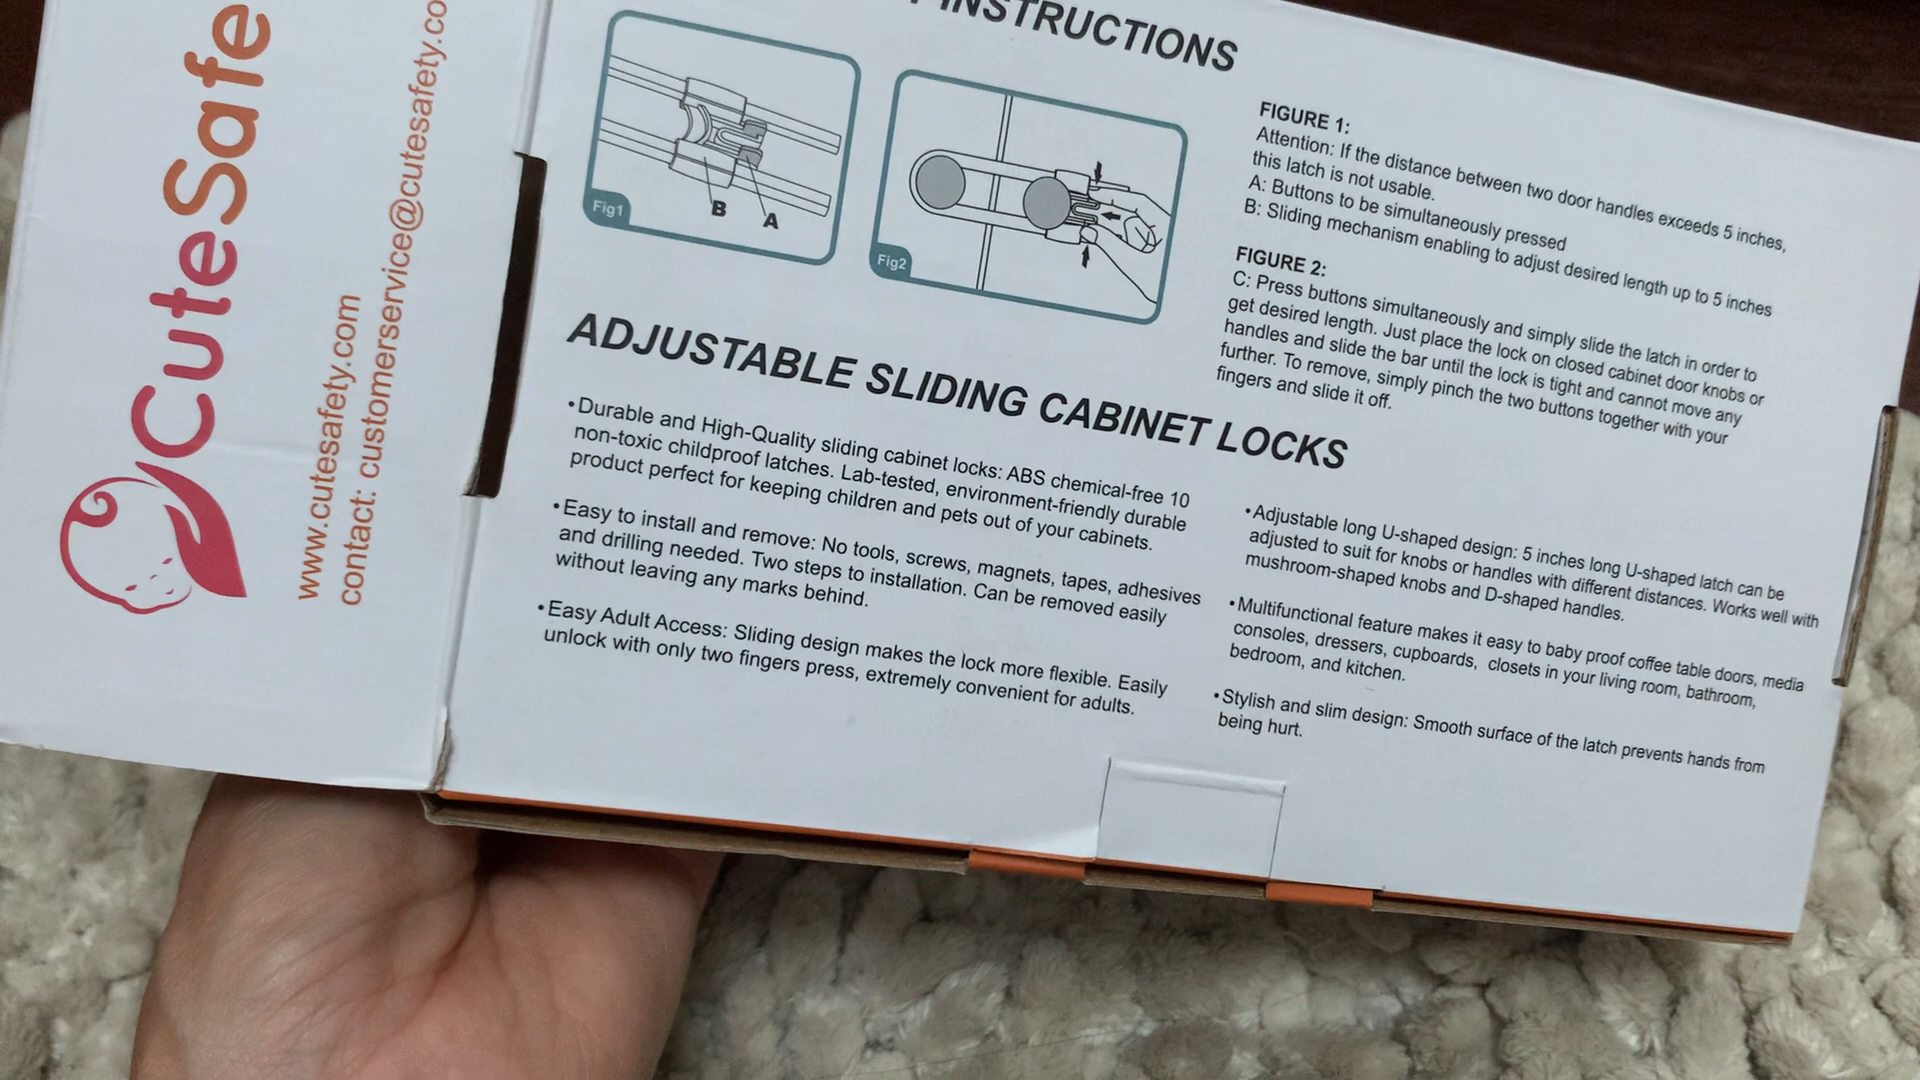 CuteSafe
www.cutesafety.com
contact: customerservice@cutesafety.co
INSTRUCTIONS
Fig1
B
A
Fig2
FIGURE 1:
Attention: If the distance between two door handles exceeds 5 inches,
this latch is not usable.
A: Buttons to be simultaneously pressed
B: Sliding mechanism enabling to adjust desired length up to 5 inches
FIGURE 2:
C: Press buttons simultaneously and simply slide the latch in order to
get desired length. Just place the lock on closed cabinet door knobs or
handles and slide the bar until the lock is tight and cannot move any
further. To remove, simply pinch the two buttons together with your
fingers and slide it off.
ADJUSTABLE SLIDING CABINET LOCKS
•Durable and High-Quality sliding cabinet locks: ABS chemical-free 10
non-toxic childproof latches. Lab-tested, environment-friendly durable
product perfect for keeping children and pets out of your cabinets.
•Easy to install and remove: No tools, screws, magnets, tapes, adhesives
and drilling needed. Two steps to installation. Can be removed easily
without leaving any marks behind.
•Easy Adult Access: Sliding design makes the lock more flexible. Easily
unlock with only two fingers press, extremely convenient for adults.
•Adjustable long U-shaped design: 5 inches long U-shaped latch can be
adjusted to suit for knobs or handles with different distances. Works well with
mushroom-shaped knobs and D-shaped handles.
•Multifunctional feature makes it easy to baby proof coffee table doors, media
consoles, dressers, cupboards, closets in your living room, bathroom,
bedroom, and kitchen.
•Stylish and slim design: Smooth surface of the latch prevents hands from
being hurt.